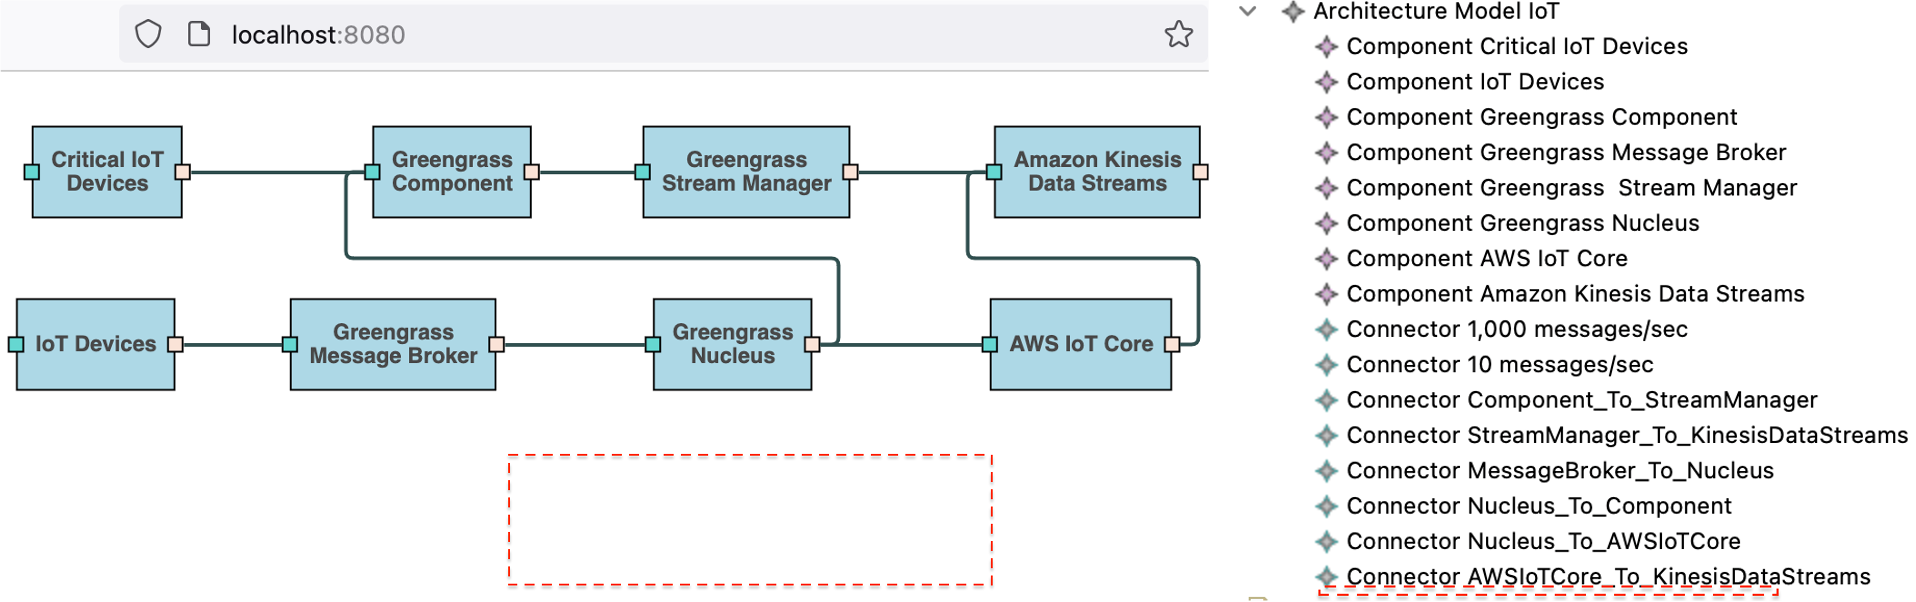 localhost:8080
Critical IoT
Devices
Greengrass
Component
Greengrass
Stream Manager
Amazon Kinesis
Data Streams
IoT Devices
Greengrass
Message Broker
Greengrass
Nucleus
AWS IoT Core
Architecture Model IoT
Component Critical IoT Devices
Component IoT Devices
Component Greengrass Component
Component Greengrass Message Broker
Component Greengrass  Stream Manager
Component Greengrass Nucleus
Component AWS IoT Core
Component Amazon Kinesis Data Streams
Connector 1,000 messages/sec
Connector 10 messages/sec
Connector Component_To_StreamManager
Connector StreamManager_To_KinesisDataStreams
Connector MessageBroker_To_Nucleus
Connector Nucleus_To_Component
Connector Nucleus_To_AWSIoTCore
Connector AWSIoTCore_To_KinesisDataStreams